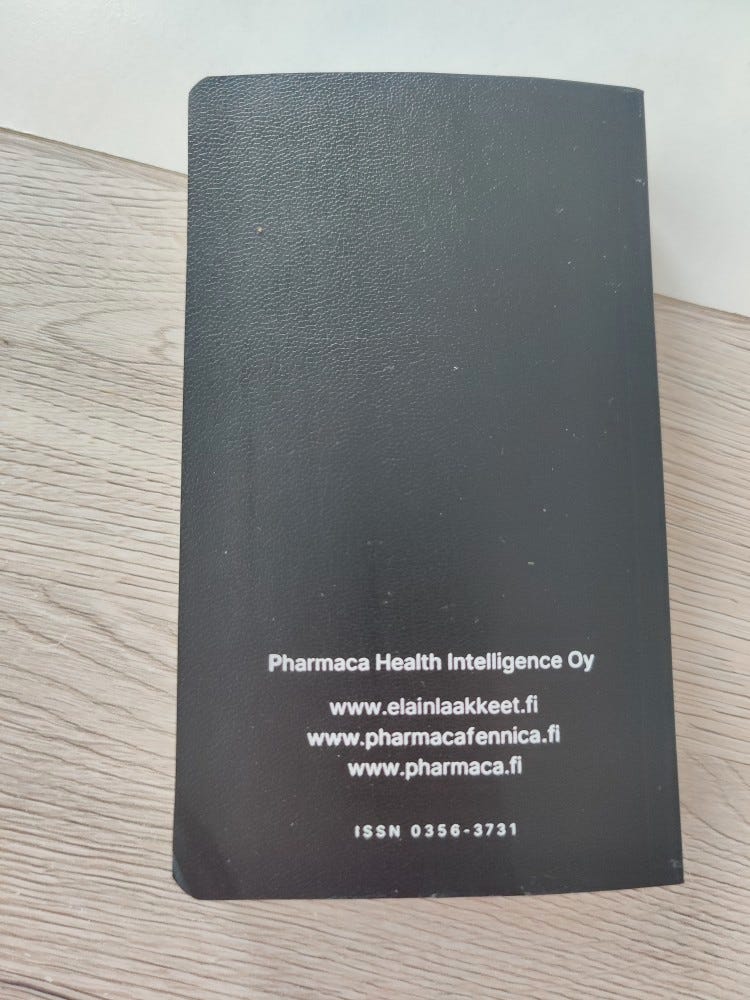 Pharmaca Health Intelligence Oy
www.elainlaakkeet.fi
www.pharmacafennica.fi
www.pharmaca.fi
ISSN 0356-3731